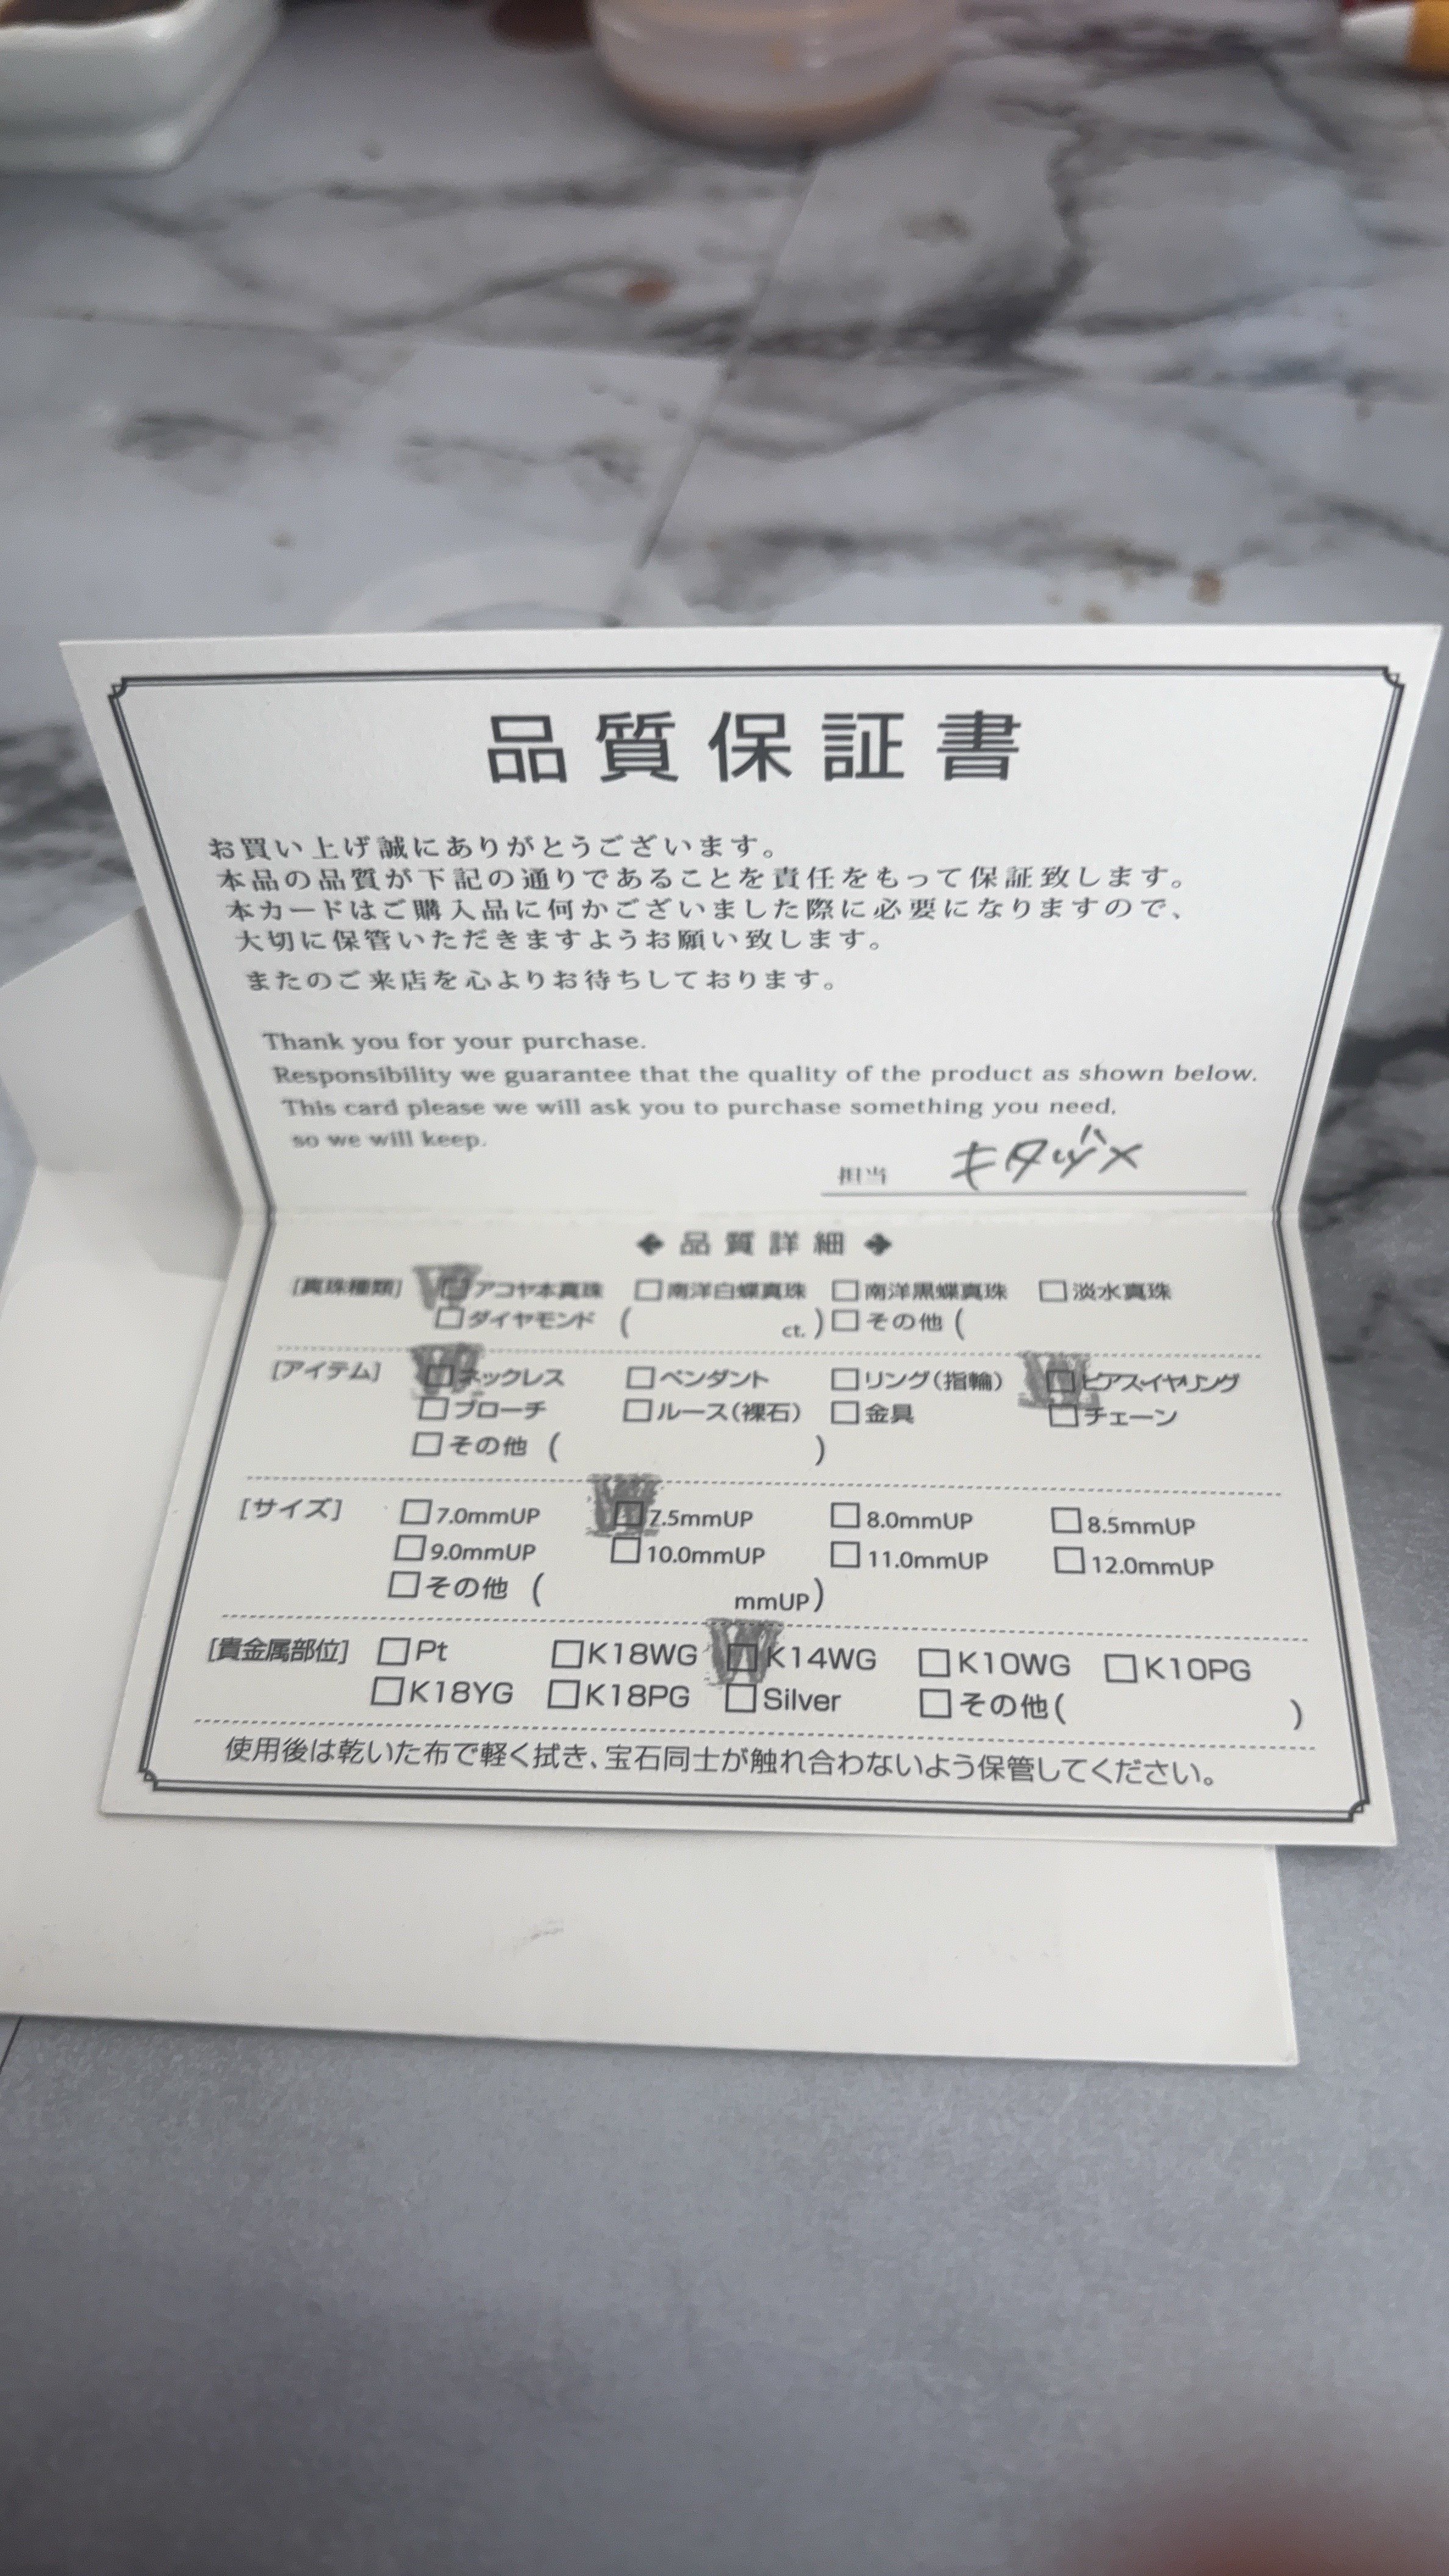 品質保証書
お買い上げ誠にありがとうございます。
本品の品質が下記の通りであることを責任をもって保証致します。
本カードはご購入品に何かございました際に必要になりますので、
大切に保管いただきますようお願い致します。
またのご来店を心よりお待ちしております。
Thank you for your purchase.
Responsibility we guarantee that the quality of the product as shown below.
This card please we will ask you to purchase something you need,
so we will keep.
担当
◆ 品質詳細 ◆
[真珠種類] □アコヤ本真珠 □南洋白蝶真珠 □南洋黒蝶真珠 □淡水真珠
□ダイヤモンド ( ct. ) □その他 (
[アイテム] □ネックレス □ペンダント □リング(指輪) □ピアス・イヤリング
□ブローチ □ルース(裸石) □金具 □チェーン
□その他 ( )
[サイズ] □7.0mmUP □7.5mmUP □8.0mmUP □8.5mmUP
□9.0mmUP □10.0mmUP □11.0mmUP □12.0mmUP
□その他 ( mmUP)
[貴金属部位] □Pt □K18WG □K14WG □K10WG □K10PG
□K18YG □K18PG □Silver □その他( )
使用後は乾いた布で軽く拭き、宝石同士が触れ合わないよう保管してください。